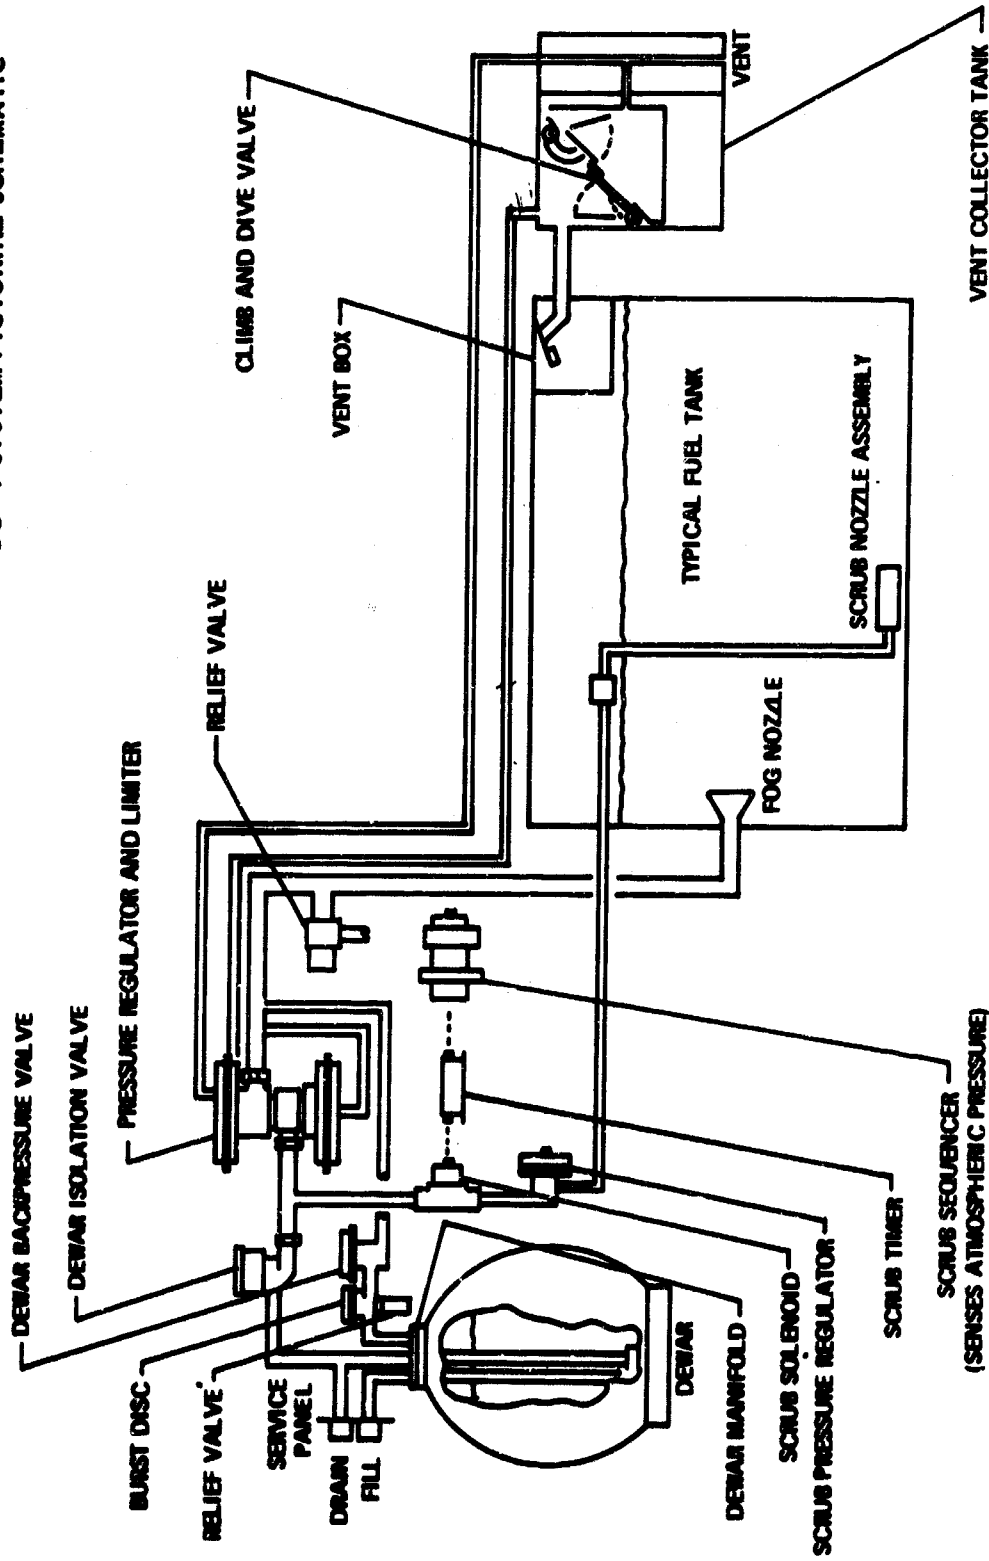 DEWAR BACKPRESSURE VALVE
DEWAR ISOLATION VALVE
PRESSURE REGULATOR AND LIMITER
RELIEF VALVE
CLIMB AND DIVE VALVE
VENT BOX
BURST DISC
RELIEF VALVE
SERVICE
PANEL
DRAIN
FILL
VENT
TYPICAL FUEL TANK
FOG NOZZLE
SCRUB NOZZLE ASSEMBLY
VENT COLLECTOR TANK
DEWAR
DEWAR MANIFOLD
SCRUB SOLENOID
SCRUB PRESSURE REGULATOR
SCRUB TIMER
SCRUB SEQUENCER
(SENSES ATMOSPHERIC PRESSURE)